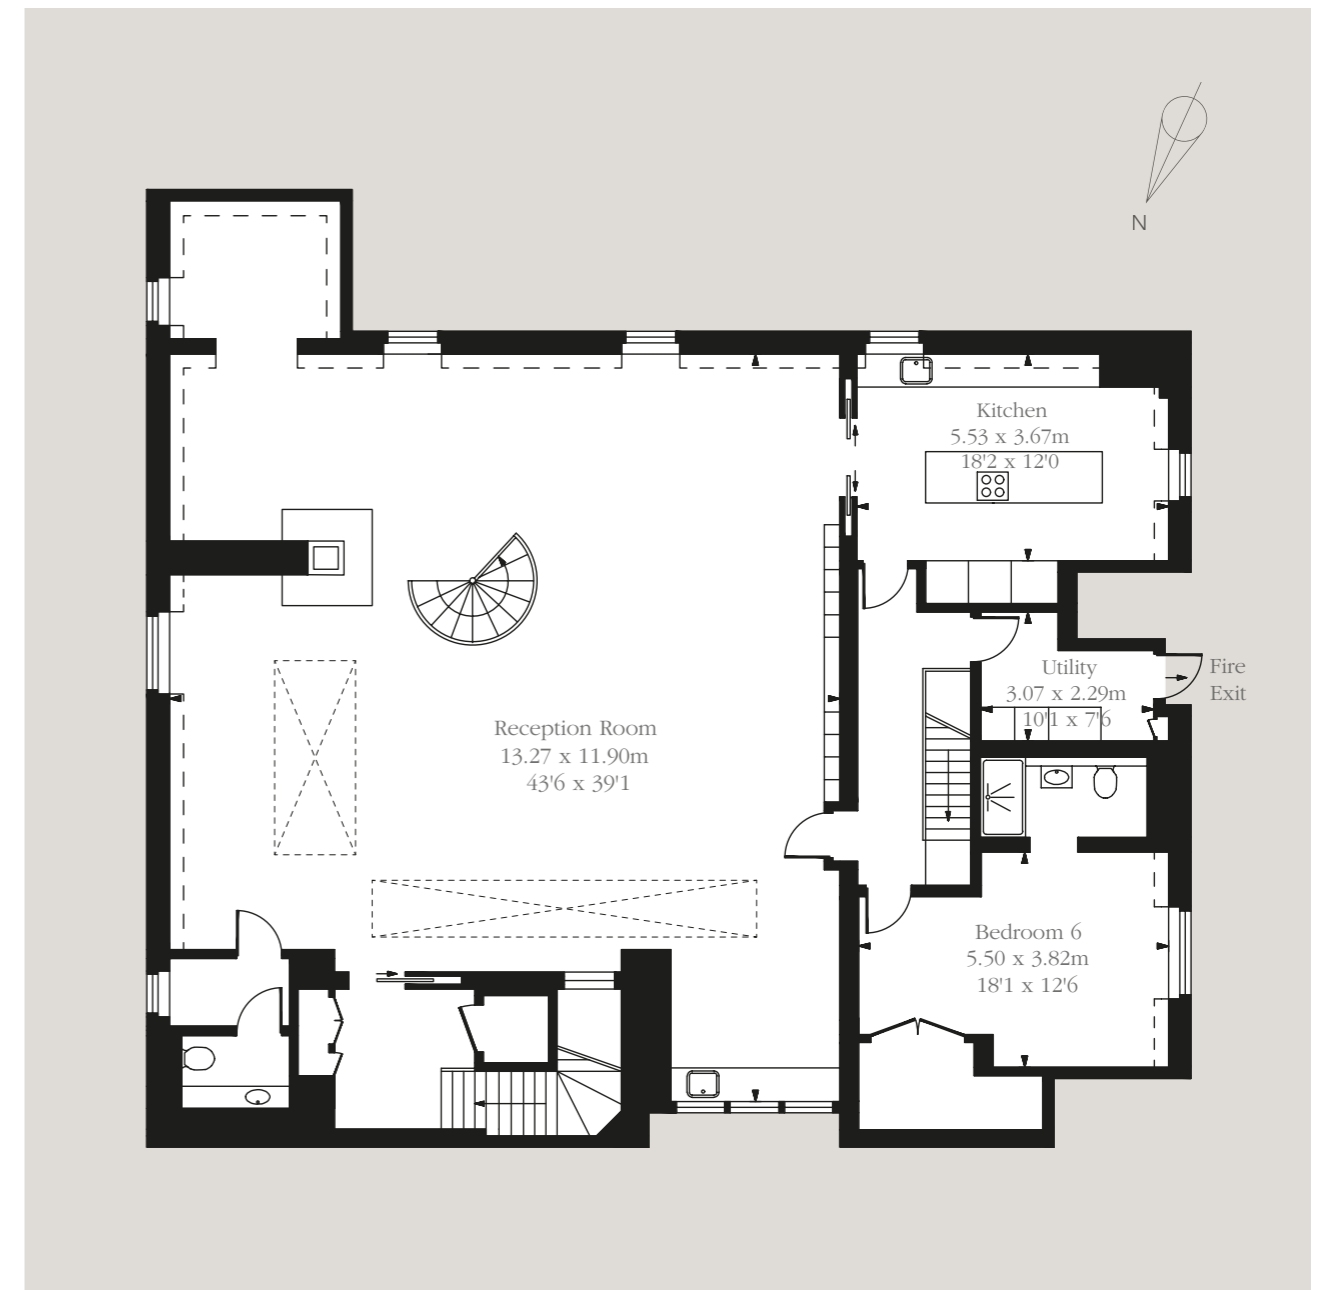 N
Kitchen
5.53 x 3.67m
18'2 x 12'0
Utility
3.07 x 2.29m
10'1 x 7'6
Fire
Exit
Reception Room
13.27 x 11.90m
43'6 x 39'1
Bedroom 6
5.50 x 3.82m
18'1 x 12'6